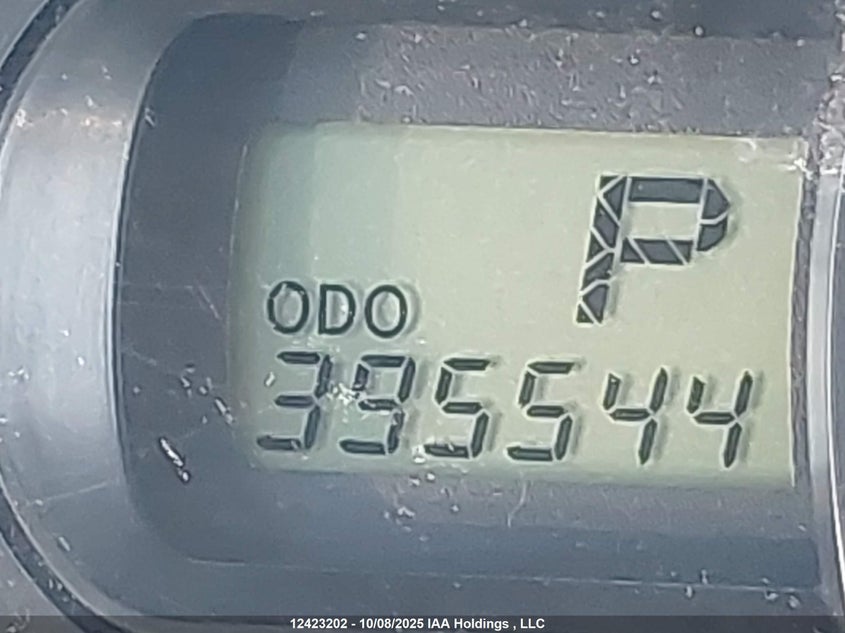 P
ODO
395544
12423202 - 10/08/2025 IAA Holdings , LLC